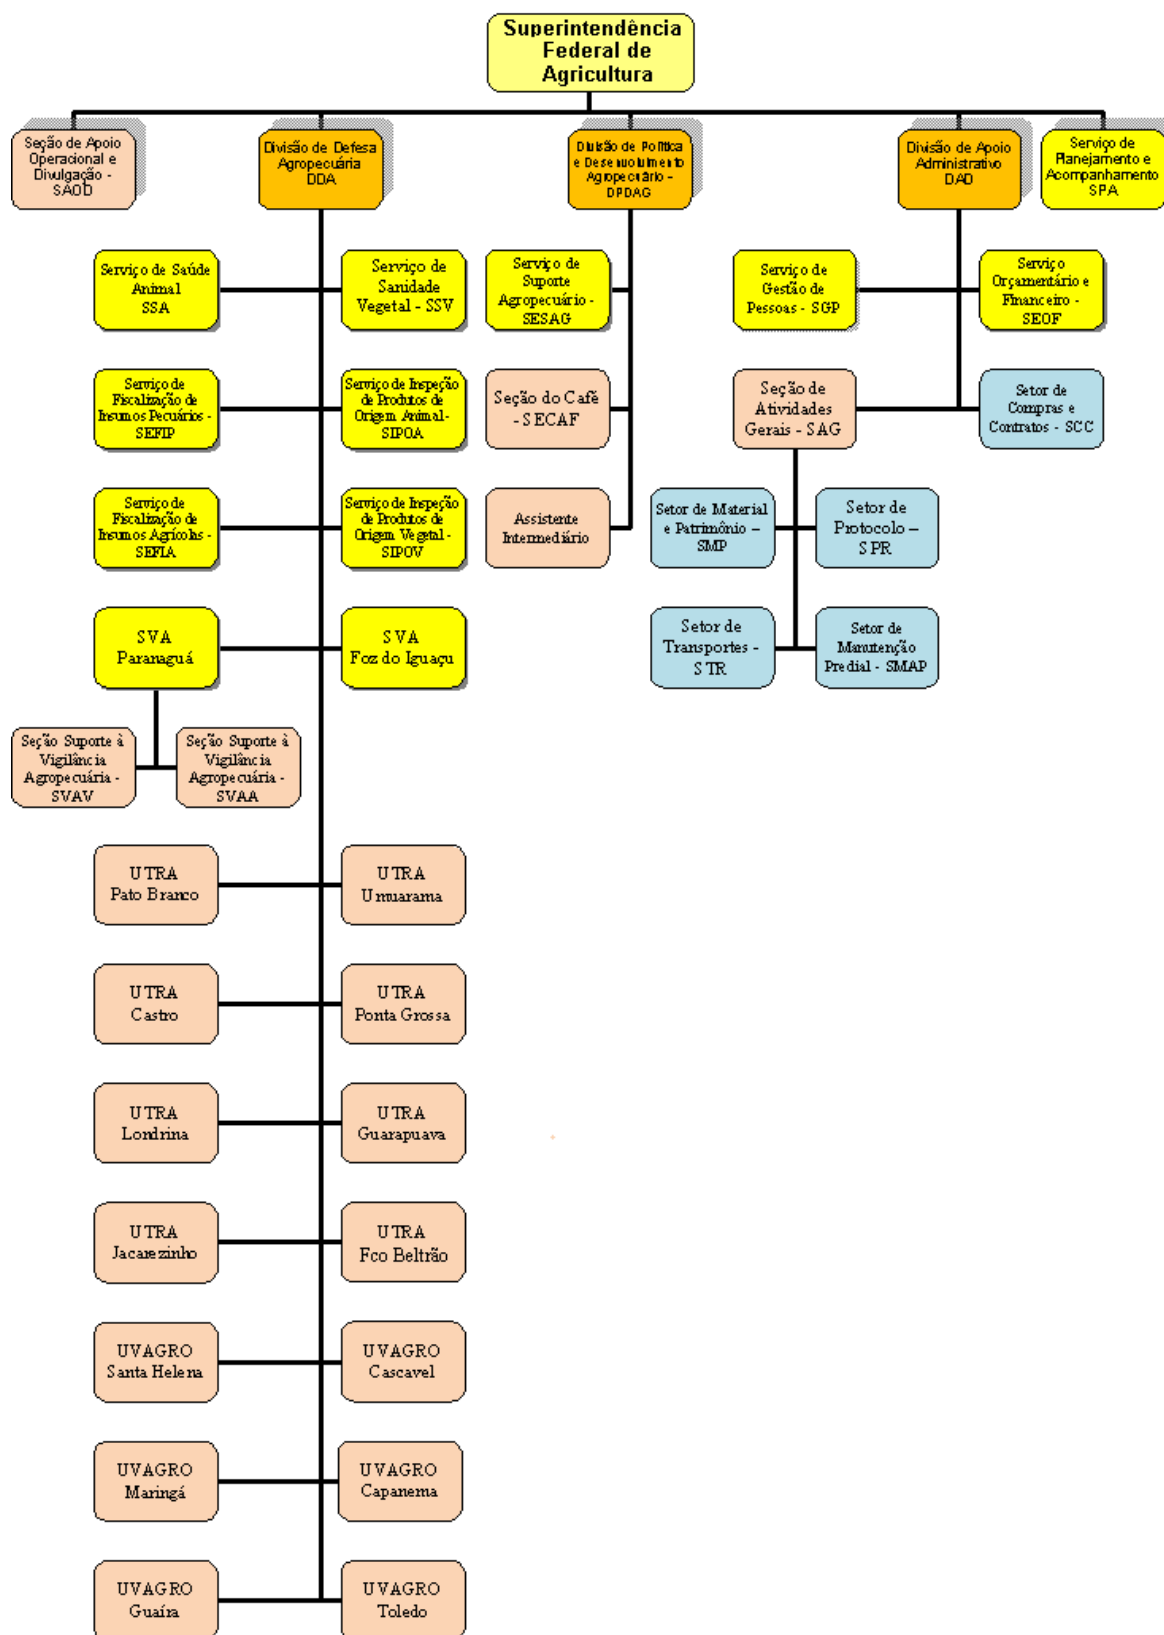 Superintendência
Federal de
Agricultura
Seção de Apoio
Operacional e
Divulgação -
SAOD
Divisão de Defesa
Agropecuária
DDA
Divisão de Política
e Desenvolvimento
Agropecuário -
DPDAG
Divisão de Apoio
Administrativo
DAD
Serviço de
Planejamento e
Acompanhamento
SPA
Serviço de Saúde
Animal
SSA
Serviço de
Sanidade
Vegetal - SSV
Serviço de
Suporte
Agropecuário -
SESAG
Serviço de
Gestão de
Pessoas - SGP
Serviço
Orçamentário e
Financeiro -
SEOF
Serviço de
Fiscalização de
Insumos Pecuários -
SEFIP
Serviço de Inspeção
de Produtos de
Origem Animal-
SIPOA
Seção do Café
- SECAF
Seção de
Atividades
Gerais - SAG
Setor de
Compras e
Contratos - SCC
Serviço de
Fiscalização de
Insumos Agrícolas -
SEFIA
Serviço de Inspeção
de Produtos de
Origem Vegetal-
SIPOV
Assistente
Intermediário
Setor de Material
e Patrimônio –
SMP
Setor de
Protocolo –
SPR
SVA
Paranaguá
SVA
Foz do Iguaçu
Setor de
Transportes -
STR
Setor de
Manutenção
Predial - SMAP
Seção Suporte à
Vigilância
Agropecuária -
SVAV
Seção Suporte à
Vigilância
Agropecuária -
SVAA
UTRA
Pato Branco
UTRA
Umuarama
UTRA
Castro
UTRA
Ponta Grossa
UTRA
Londrina
UTRA
Guarapuava
UTRA
Jacarezinho
UTRA
Fco Beltrão
UVAGRO
Santa Helena
UVAGRO
Cascavel
UVAGRO
Maringá
UVAGRO
Capanema
UVAGRO
Guaíra
UVAGRO
Toledo